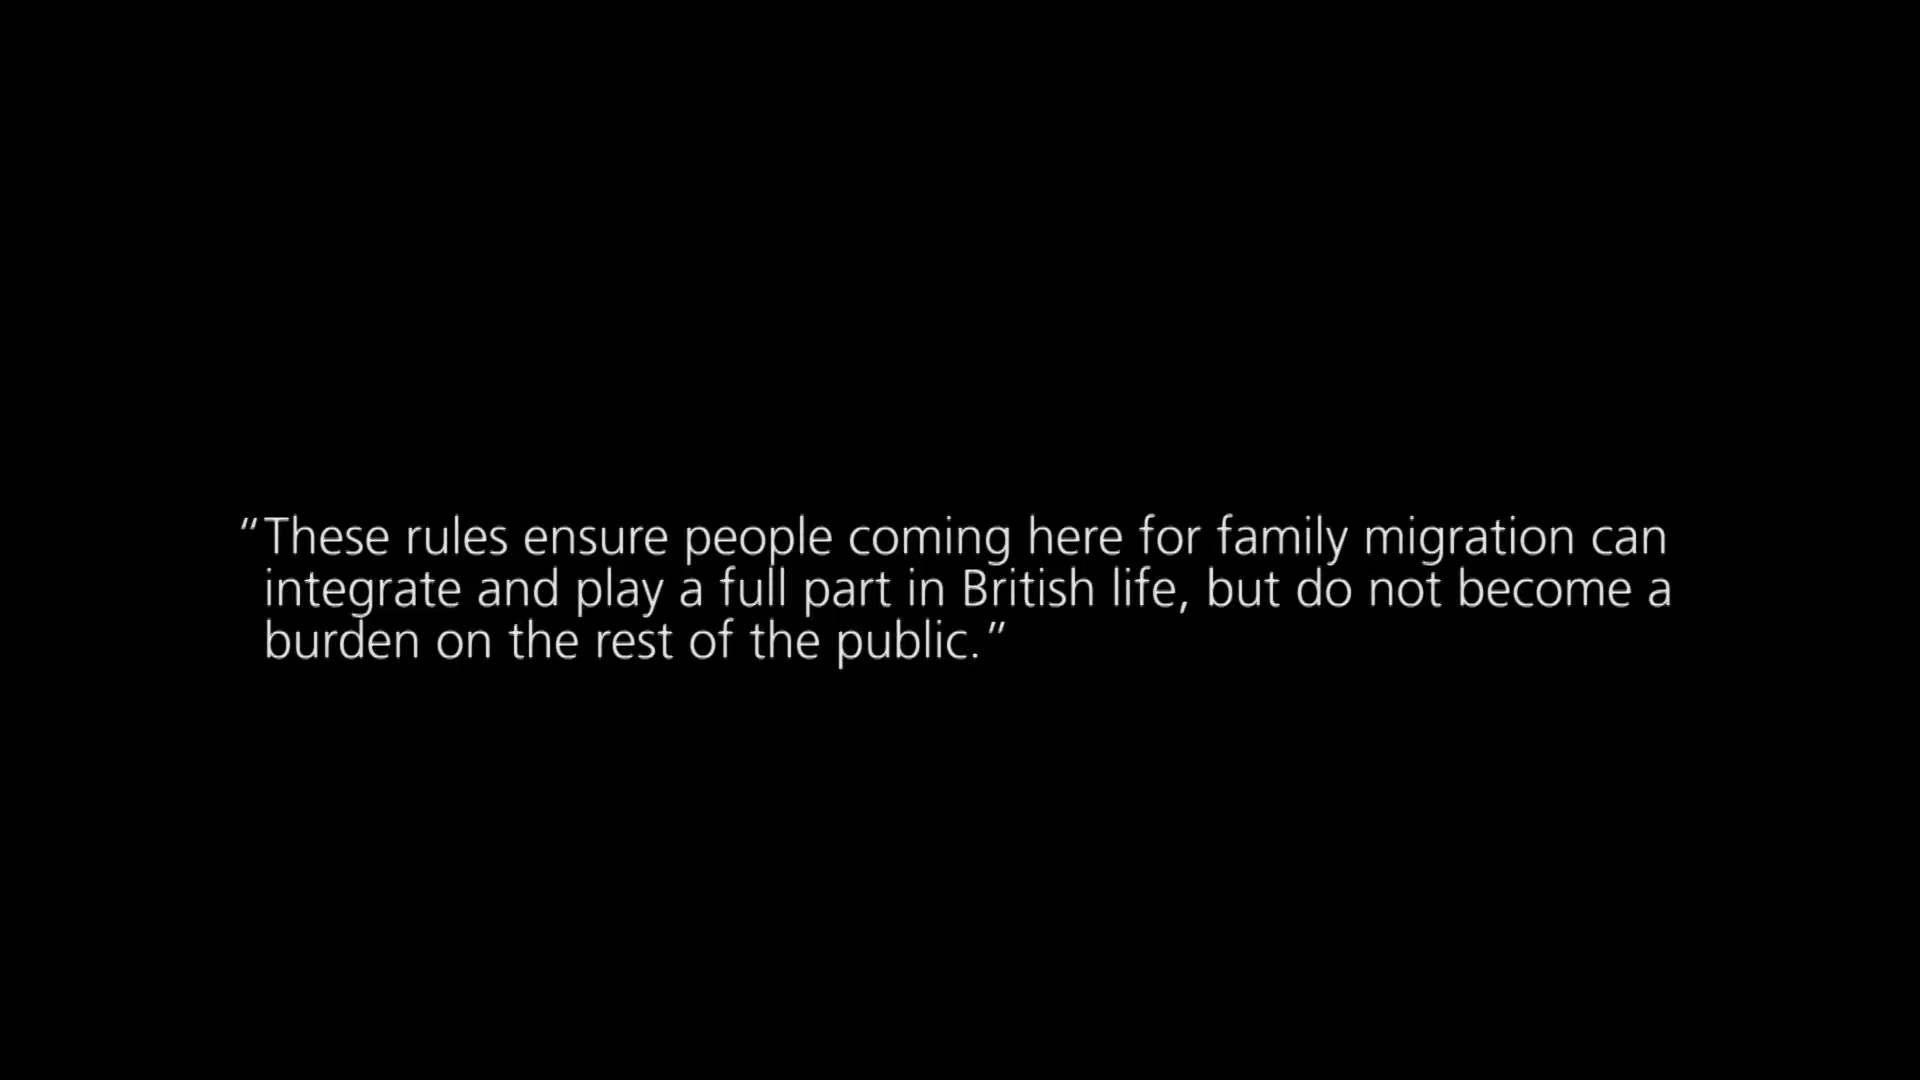 “These rules ensure people coming here for family migration can
integrate and play a full part in British life, but do not become a
burden on the rest of the public.”